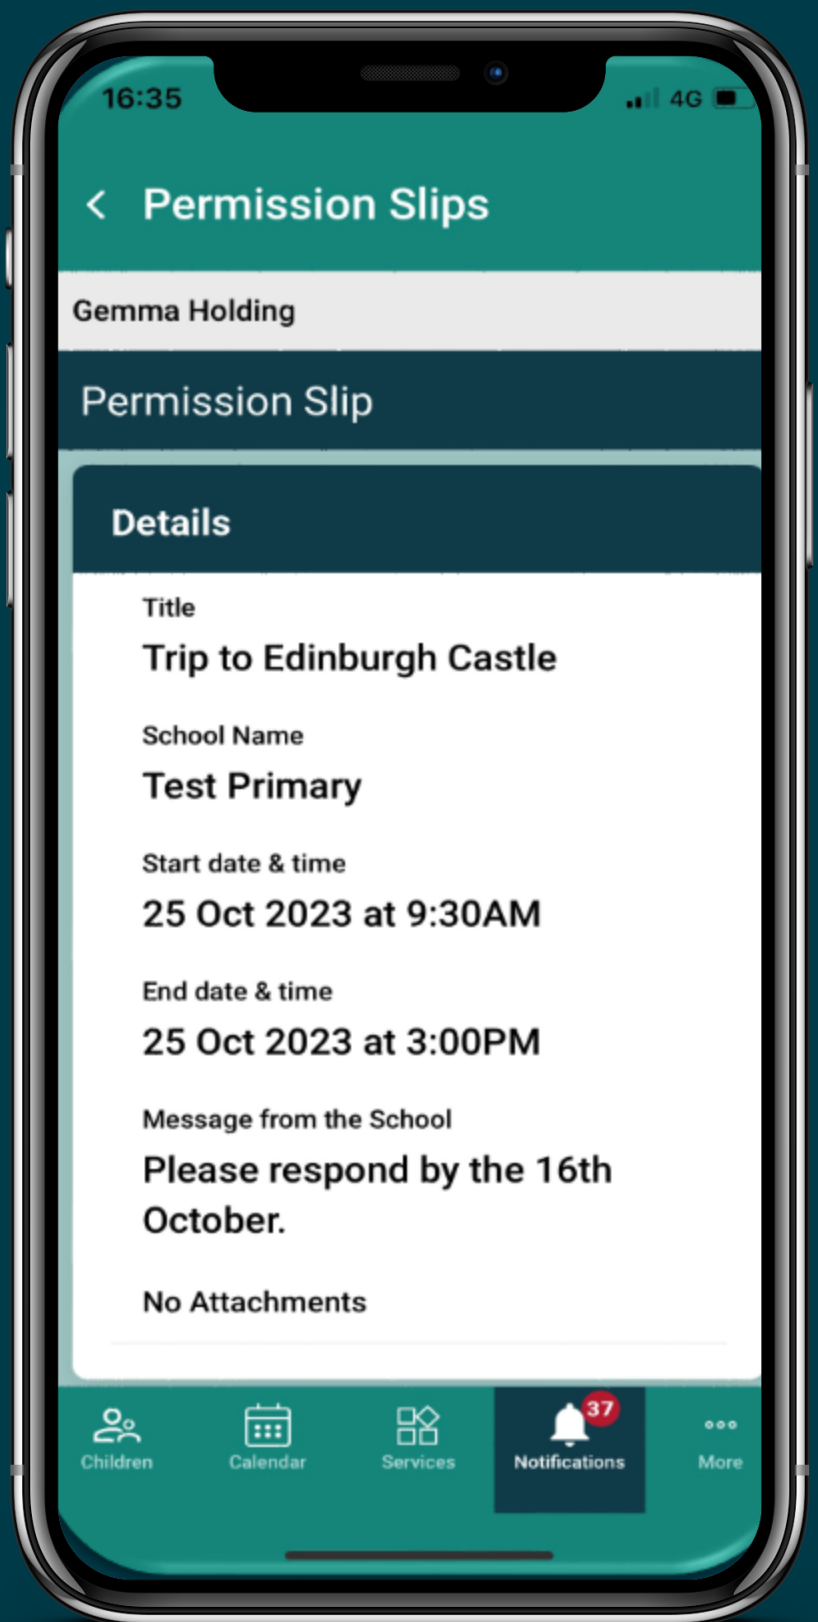 16:35
4G
Permission Slips
Gemma Holding
Permission Slip
Details
Title
Trip to Edinburgh Castle
School Name
Test Primary
Start date & time
25 Oct 2023 at 9:30AM
End date & time
25 Oct 2023 at 3:00PM
Message from the School
Please respond by the 16th
October.
No Attachments
37
Children
Calendar
Services
Notifications
More